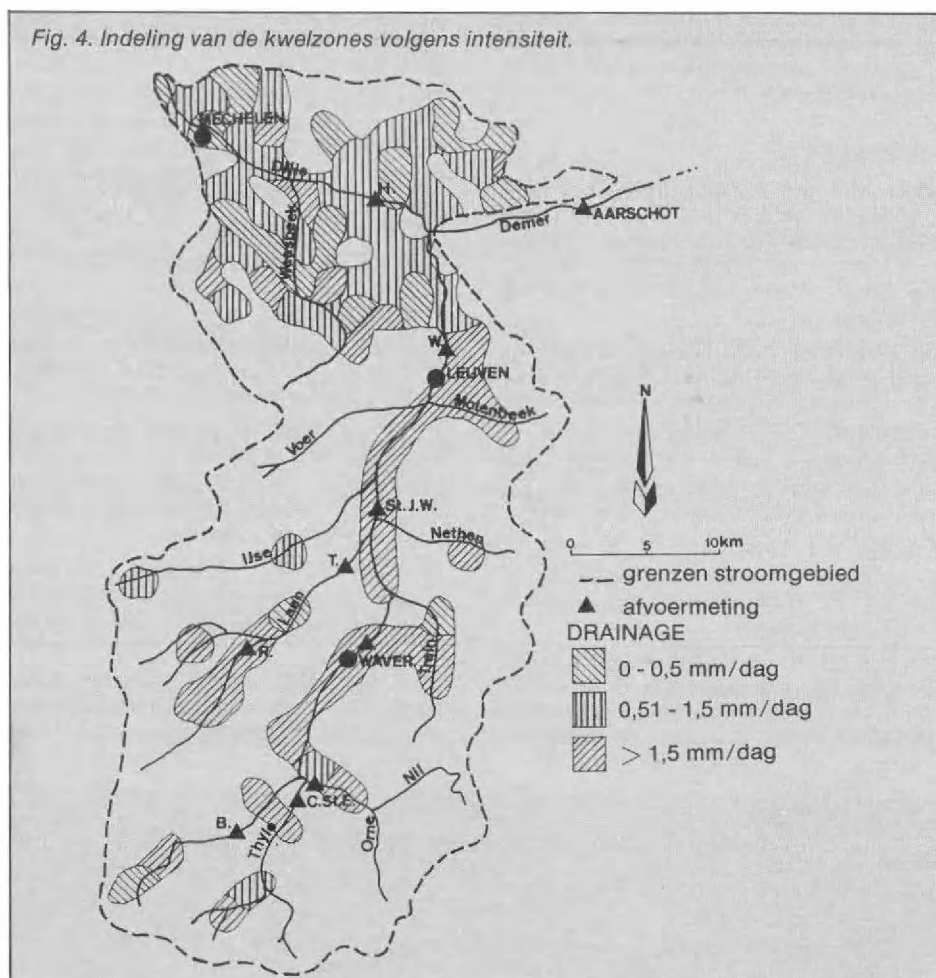 Fig. 4. Indeling van de kwelzones volgens intensiteit.
MECHELEN
Dijle
H.
Weesbeek
Demer
AARSCHOT
W.
LEUVEN
Molenbeek
Voer
N
St.J.W.
Nethen
IJse
T.
0 5 10km
grenzen stroomgebied
Laan
afvoermeting
DRAINAGE
R.
WAVER
Train
0 - 0,5 mm/dag
0,51 - 1,5 mm/dag
> 1,5 mm/dag
Nil
C.St.E.
B.
Thyle
Orne